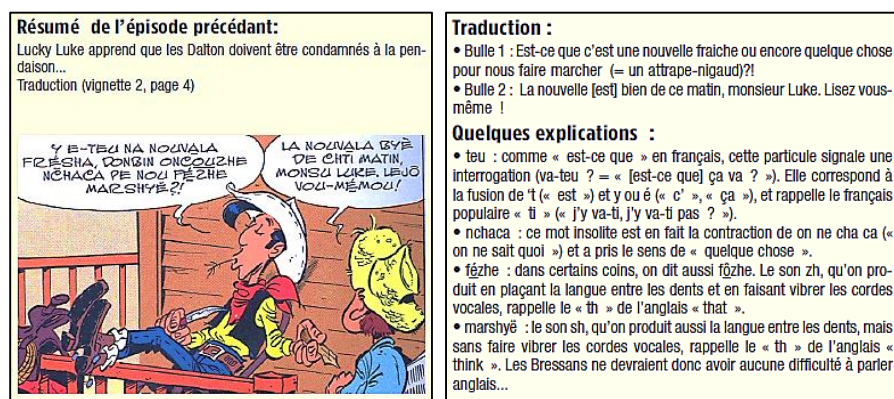 Résumé de l'épisode précédant:
Lucky Luke apprend que les Dalton doivent être condamnés à la pen-
daison...
Traduction (vignette 2, page 4)
Y E-TEU NA NOUVALA
FRÉSHA, DONBIN ONCOUZHE
NCHACA PE NOU FÉZHE
MARSHYË?!
LA NOUVALA BYÈ
DE CHTI MATIN,
MONSU LUKE. LEJÔ
VOU-MÉMOU!
Traduction :
• Bulle 1 : Est-ce que c'est une nouvelle fraiche ou encore quelque chose
pour nous faire marcher (= un attrape-nigaud)?!
• Bulle 2 : La nouvelle [est] bien de ce matin, monsieur Luke. Lisez vous-
même !
Quelques explications :
• teu : comme « est-ce que » en français, cette particule signale une
interrogation (va-teu ? = « [est-ce que] ça va ? »). Elle correspond à
la fusion de 't (« est ») et y ou é (« c' », « ça »), et rappelle le français
populaire « ti » (« j'y va-ti, j'y va-ti pas ? »).
• nchaca : ce mot insolite est en fait la contraction de on ne cha ca («
on ne sait quoi ») et a pris le sens de « quelque chose ».
• fézhe : dans certains coins, on dit aussi fôzhe. Le son zh, qu'on pro-
duit en plaçant la langue entre les dents et en faisant vibrer les cordes
vocales, rappelle le « th » de l'anglais « that ».
• marshyë : le son sh, qu'on produit aussi la langue entre les dents, mais
sans faire vibrer les cordes vocales, rappelle le « th » de l'anglais «
think ». Les Bressans ne devraient donc avoir aucune difficulté à parler
anglais...